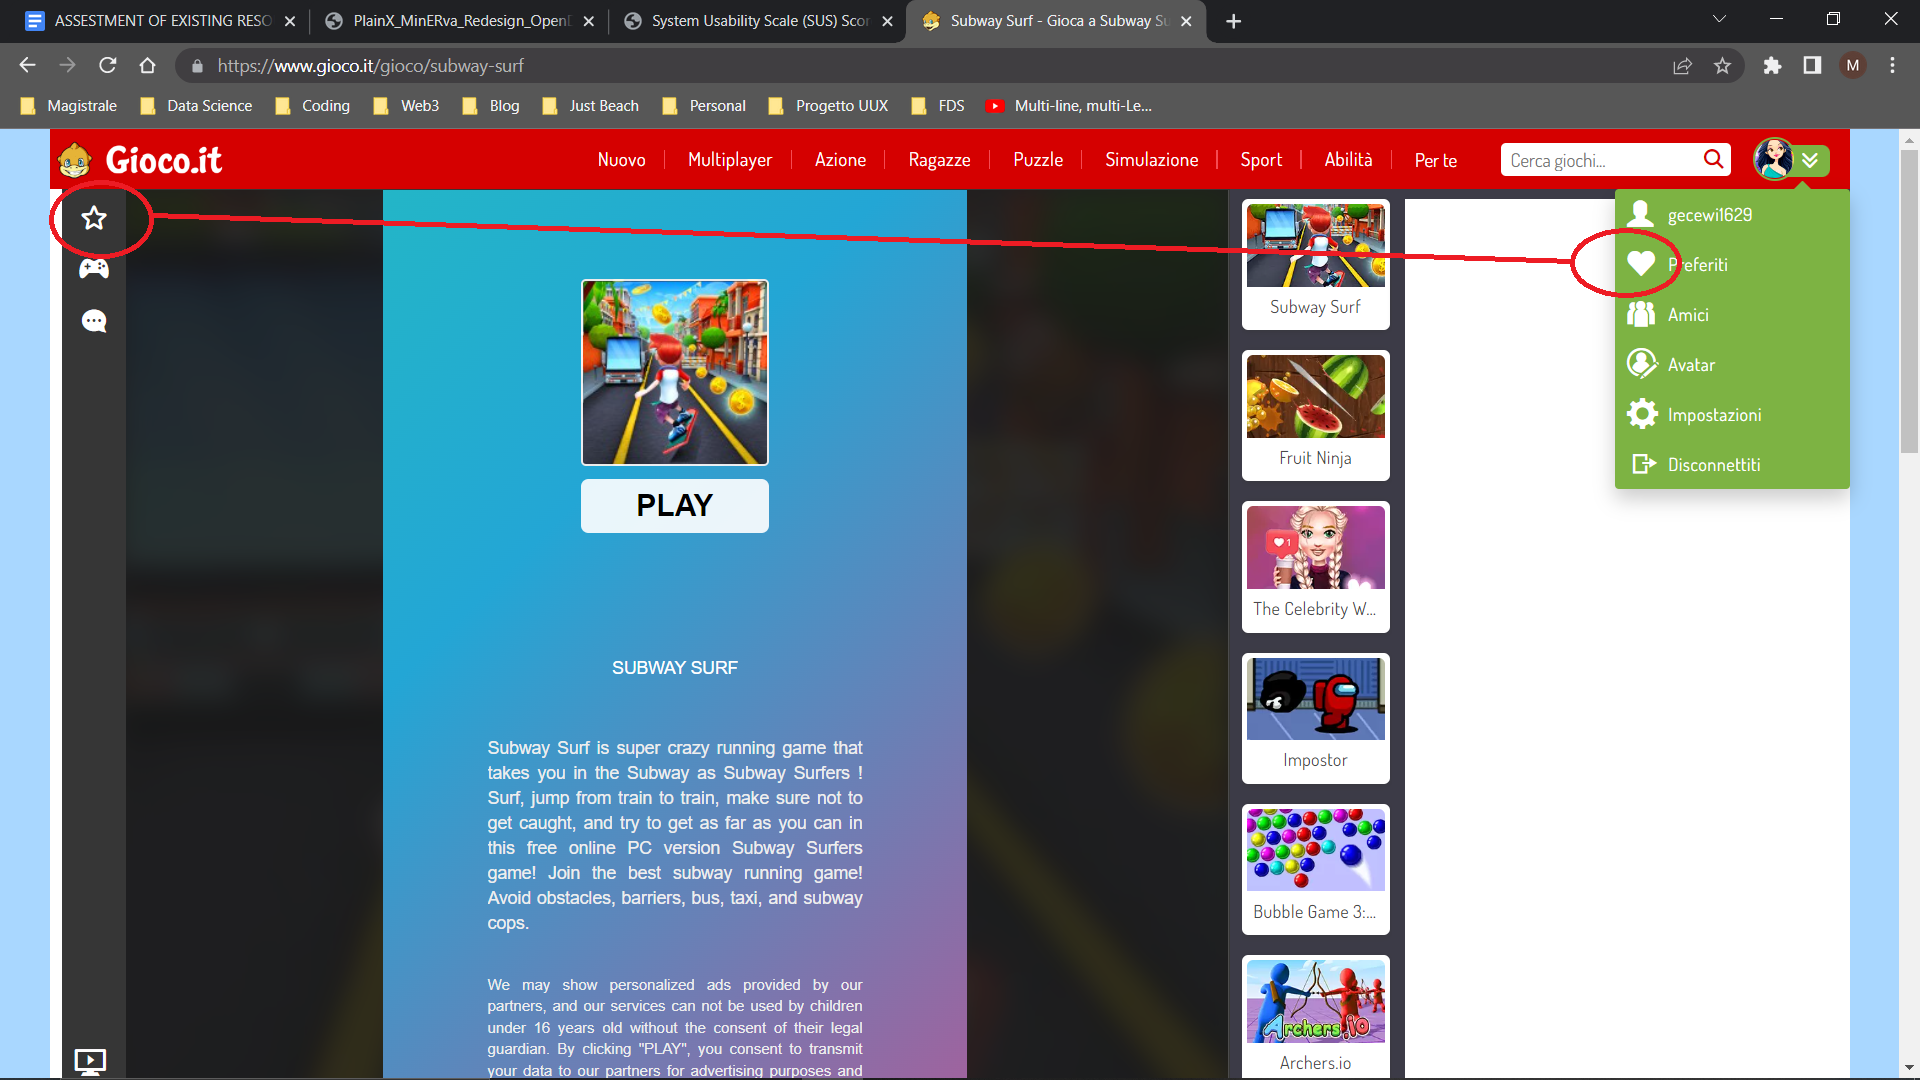 ASSESTMENT OF EXISTING RESO
PlainX_MinERva_Redesign_Open
System Usability Scale (SUS) Scor
Subway Surf - Gioca a Subway Su
https://www.gioco.it/gioco/subway-surf
M
Magistrale
Data Science
Coding
Web3
Blog
Just Beach
Personal
Progetto UUX
FDS
Multi-line, multi-Le...
Gioco.it
Nuovo
Multiplayer
Azione
Ragazze
Puzzle
Simulazione
Sport
Abilità
Per te
Cerca giochi...
gecewi1629
Preferiti
Amici
Avatar
Impostazioni
Disconnettiti
PLAY
SUBWAY SURF
Subway Surf is super crazy running game that
takes you in the Subway as Subway Surfers !
Surf, jump from train to train, make sure not to
get caught, and try to get as far as you can in
this free online PC version Subway Surfers
game! Join the best subway running game!
Avoid obstacles, barriers, bus, taxi, and subway
cops.
We may show personalized ads provided by our
partners, and our services can not be used by children
under 16 years old without the consent of their legal
guardian. By clicking "PLAY", you consent to transmit
your data to our partners for advertising purposes and
Subway Surf
Fruit Ninja
1
The Celebrity W...
Impostor
Bubble Game 3:...
Archers.io
Archers.io